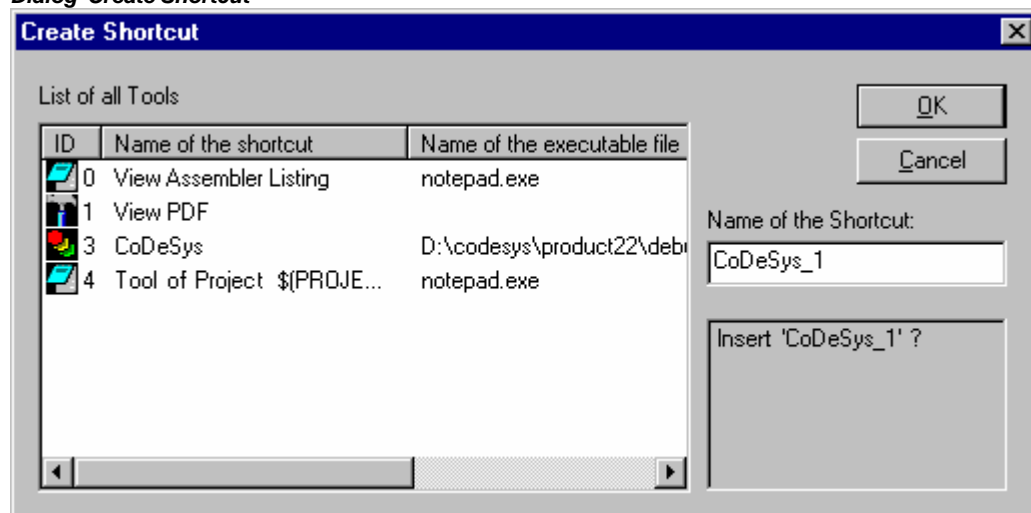 Dialog 'Create Shortcut'
Create Shortcut
List of all Tools
ID Name of the shortcut Name of the executable file
0 View Assembler Listing notepad.exe
1 View PDF
3 CoDeSys D:\codesys\product22\debu
4 Tool of Project $(PROJE... notepad.exe
OK
Cancel
Name of the Shortcut:
CoDeSys_1
Insert 'CoDeSys_1' ?